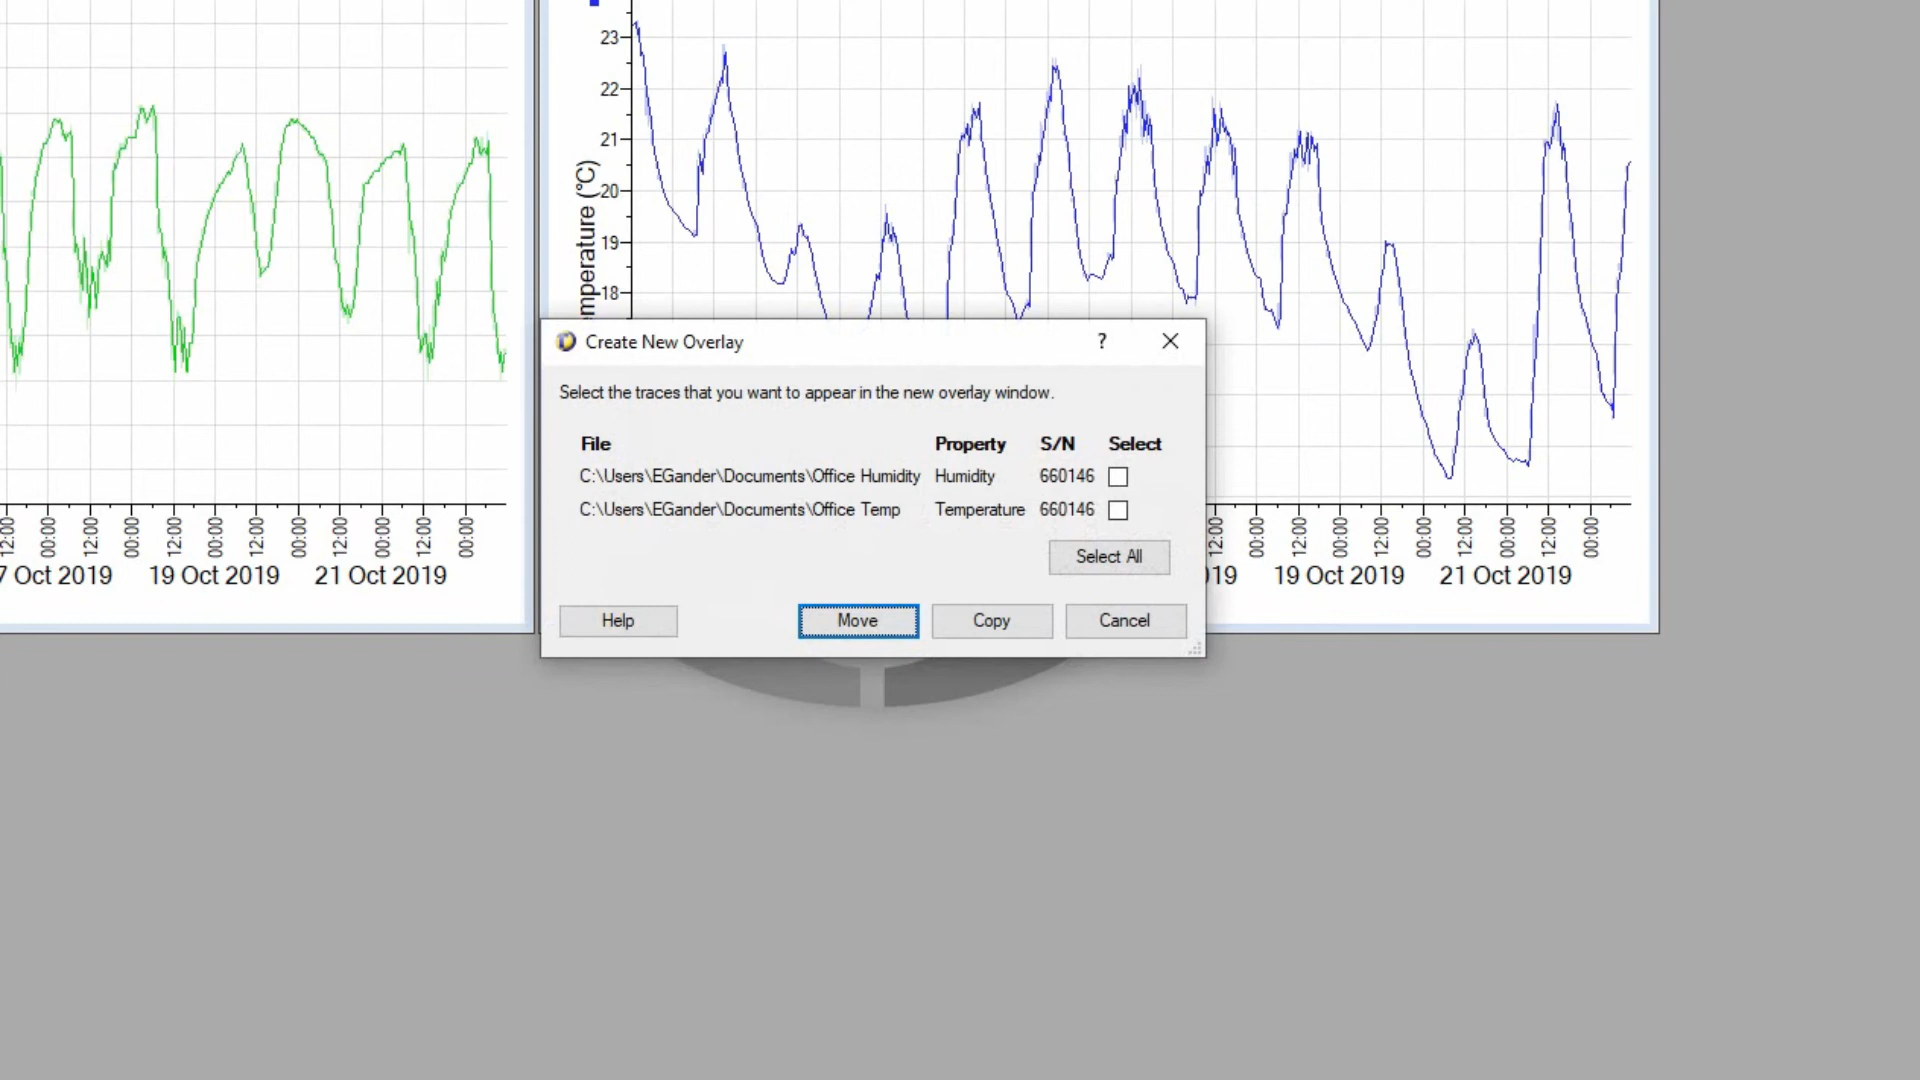 23
22
21
20
19
18
emperature (°C)
Create New Overlay
?
Select the traces that you want to appear in the new overlay window.
File Property S/N Select
C:\Users\EGander\Documents\Office Humidity Humidity 660146
C:\Users\EGander\Documents\Office Temp Temperature 660146
Select All
Help Move Copy Cancel
12:00 00:00 12:00 00:00 12:00 00:00 12:00 00:00 12:00 00:00 12:00 00:00
7 Oct 2019 19 Oct 2019 21 Oct 2019
12:00 00:00 12:00 00:00 12:00 00:00 12:00 00:00 12:00 00:00
019 19 Oct 2019 21 Oct 2019